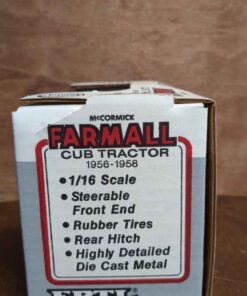 McCORMICK
FARMALL
CUB TRACTOR
1956-1958
• 1/16 Scale
• Steerable
Front End
• Rubber Tires
• Rear Hitch
• Highly Detailed
Die Cast Metal
ERTL®